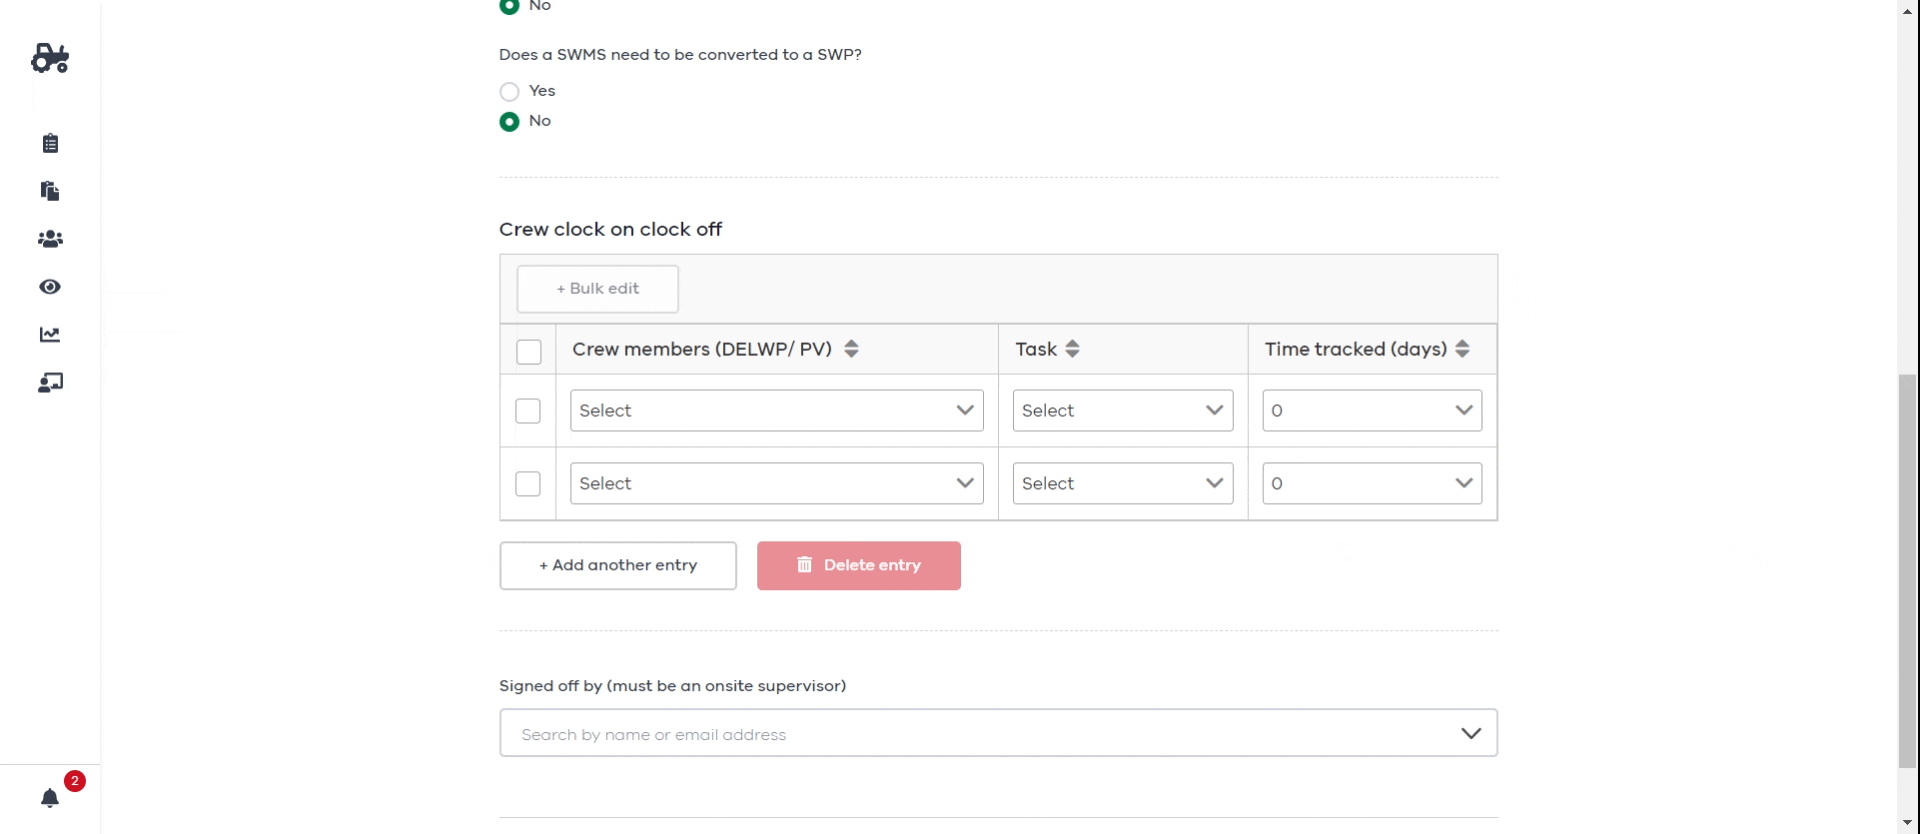 No
Does a SWMS need to be converted to a SWP?
Yes
No
Crew clock on clock off
+ Bulk edit
Crew members (DELWP/ PV) Task Time tracked (days)
Select Select 0
Select Select 0
+ Add another entry Delete entry
Signed off by (must be an onsite supervisor)
Search by name or email address
2